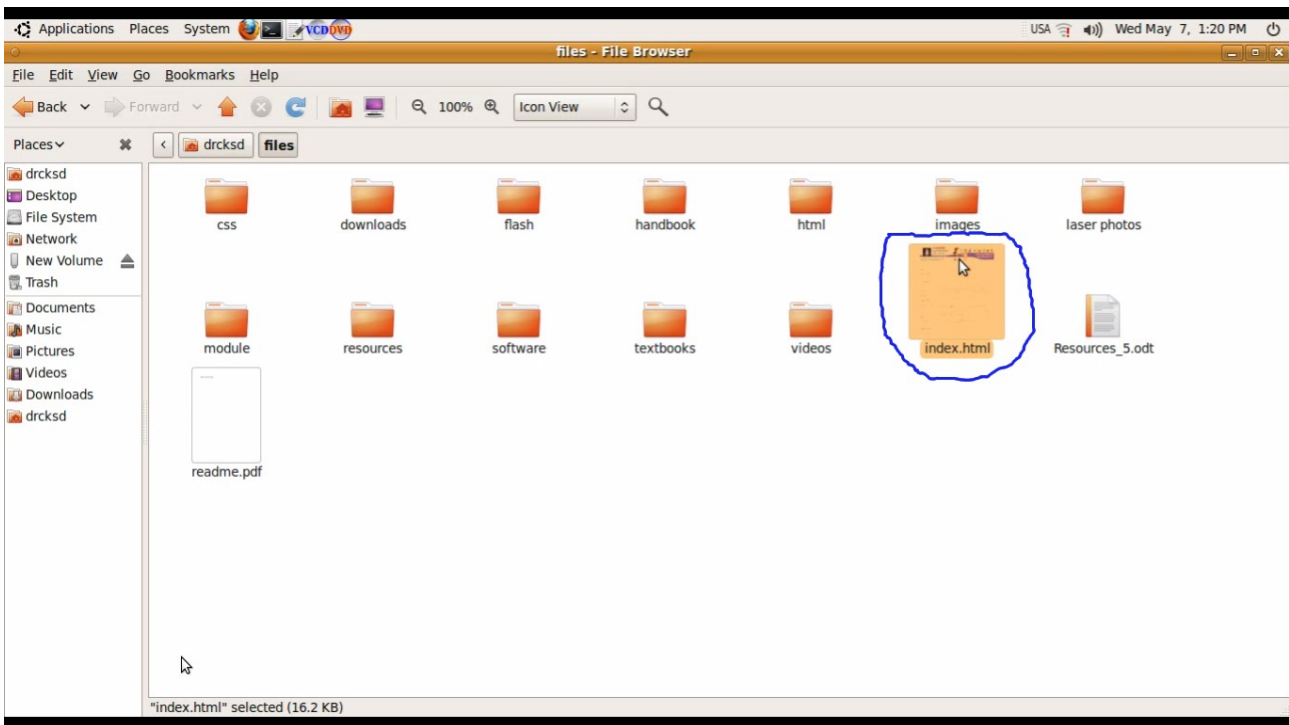 Applications Places System VCD DVD USA Wed May 7, 1:20 PM
files - File Browser
File Edit View Go Bookmarks Help
Back Forward 100% Icon View
Places drcksd files
drcksd
Desktop
File System
Network
New Volume
Trash
Documents
Music
Pictures
Videos
Downloads
drcksd
css downloads flash handbook html images laser photos
module resources software textbooks videos index.html Resources_5.odt
readme.pdf
"index.html" selected (16.2 KB)